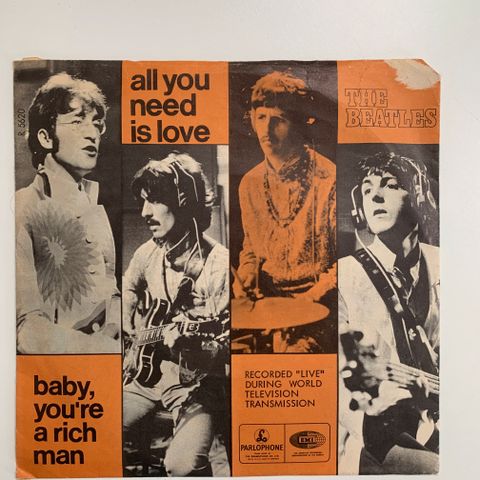 R 5620
all you
need
is love
THE
BEATLES
baby,
you're
a rich
man
RECORDED "LIVE"
DURING WORLD
TELEVISION
TRANSMISSION
PARLOPHONE
EMI